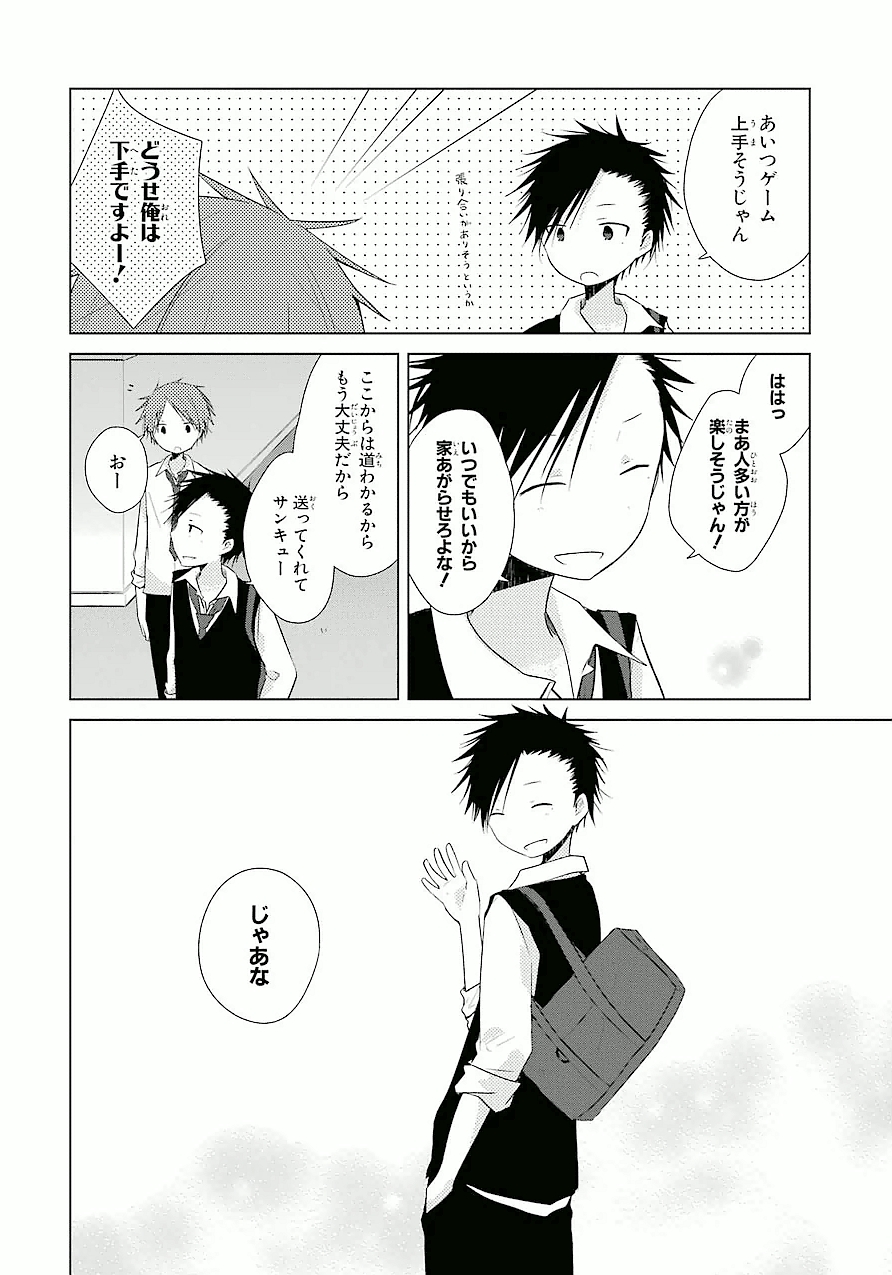 あいつゲーム
上手そうじゃん
張り合いがありそうというか
どうせ俺は
下手ですよー!
ははっ
まあ人多い方が
楽しそうじゃん!
いつでもいいから
家あがらせろよな!
ここからは道わかるから
もう大丈夫だから
送ってくれて
サンキュー
おー
じゃあな